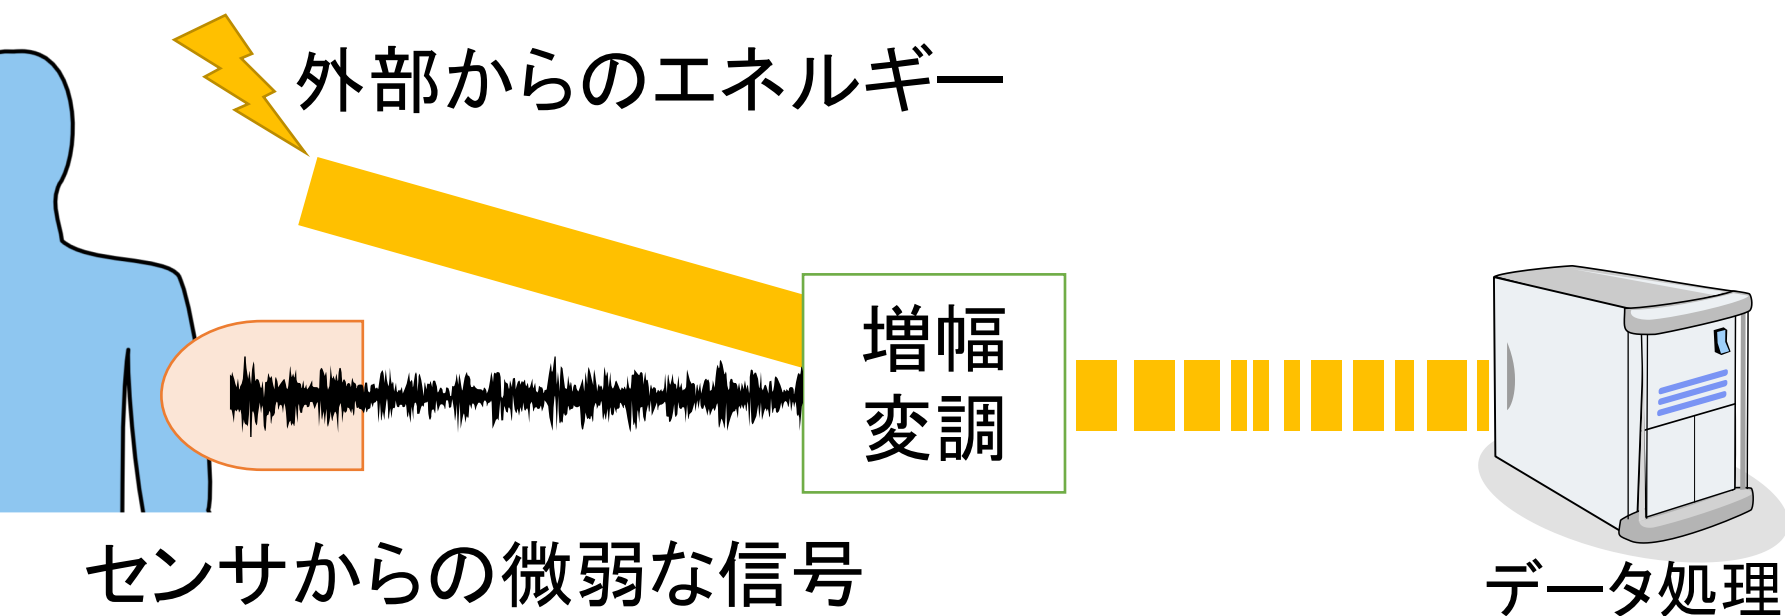 外部からのエネルギー
増幅
変調
センサからの微弱な信号
データ処理